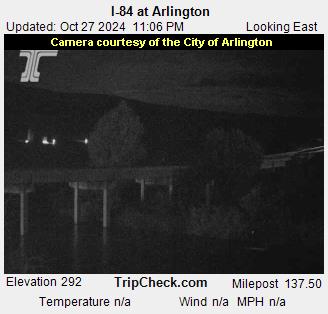 I-84 at Arlington
Updated: Oct 27 2024 11:06 PM Looking East
Camera courtesy of the City of Arlington
Elevation 292 TripCheck.com Milepost 137.50
Temperature n/a Wind n/a MPH n/a